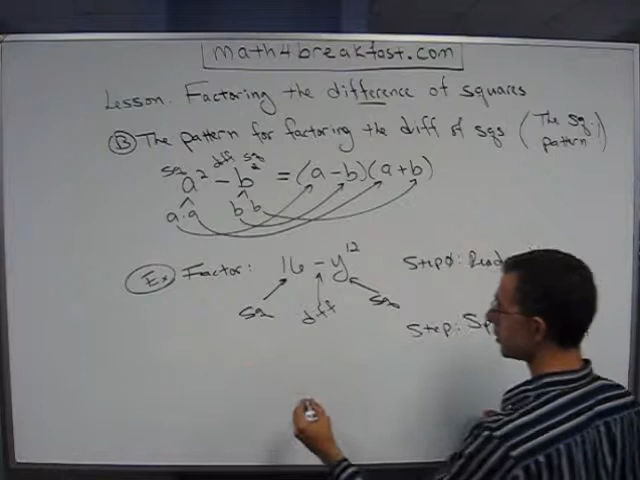 math4breakfast.com
Lesson. Factoring the difference of squares
B The pattern for factoring the diff of sqs (The sq. pattern)
sq diff sq
a² - b² = (a - b)(a + b)
a·a b·b
Ex Factor: 16 - y¹² Step 0: Read
sq diff sq
Step: Sp